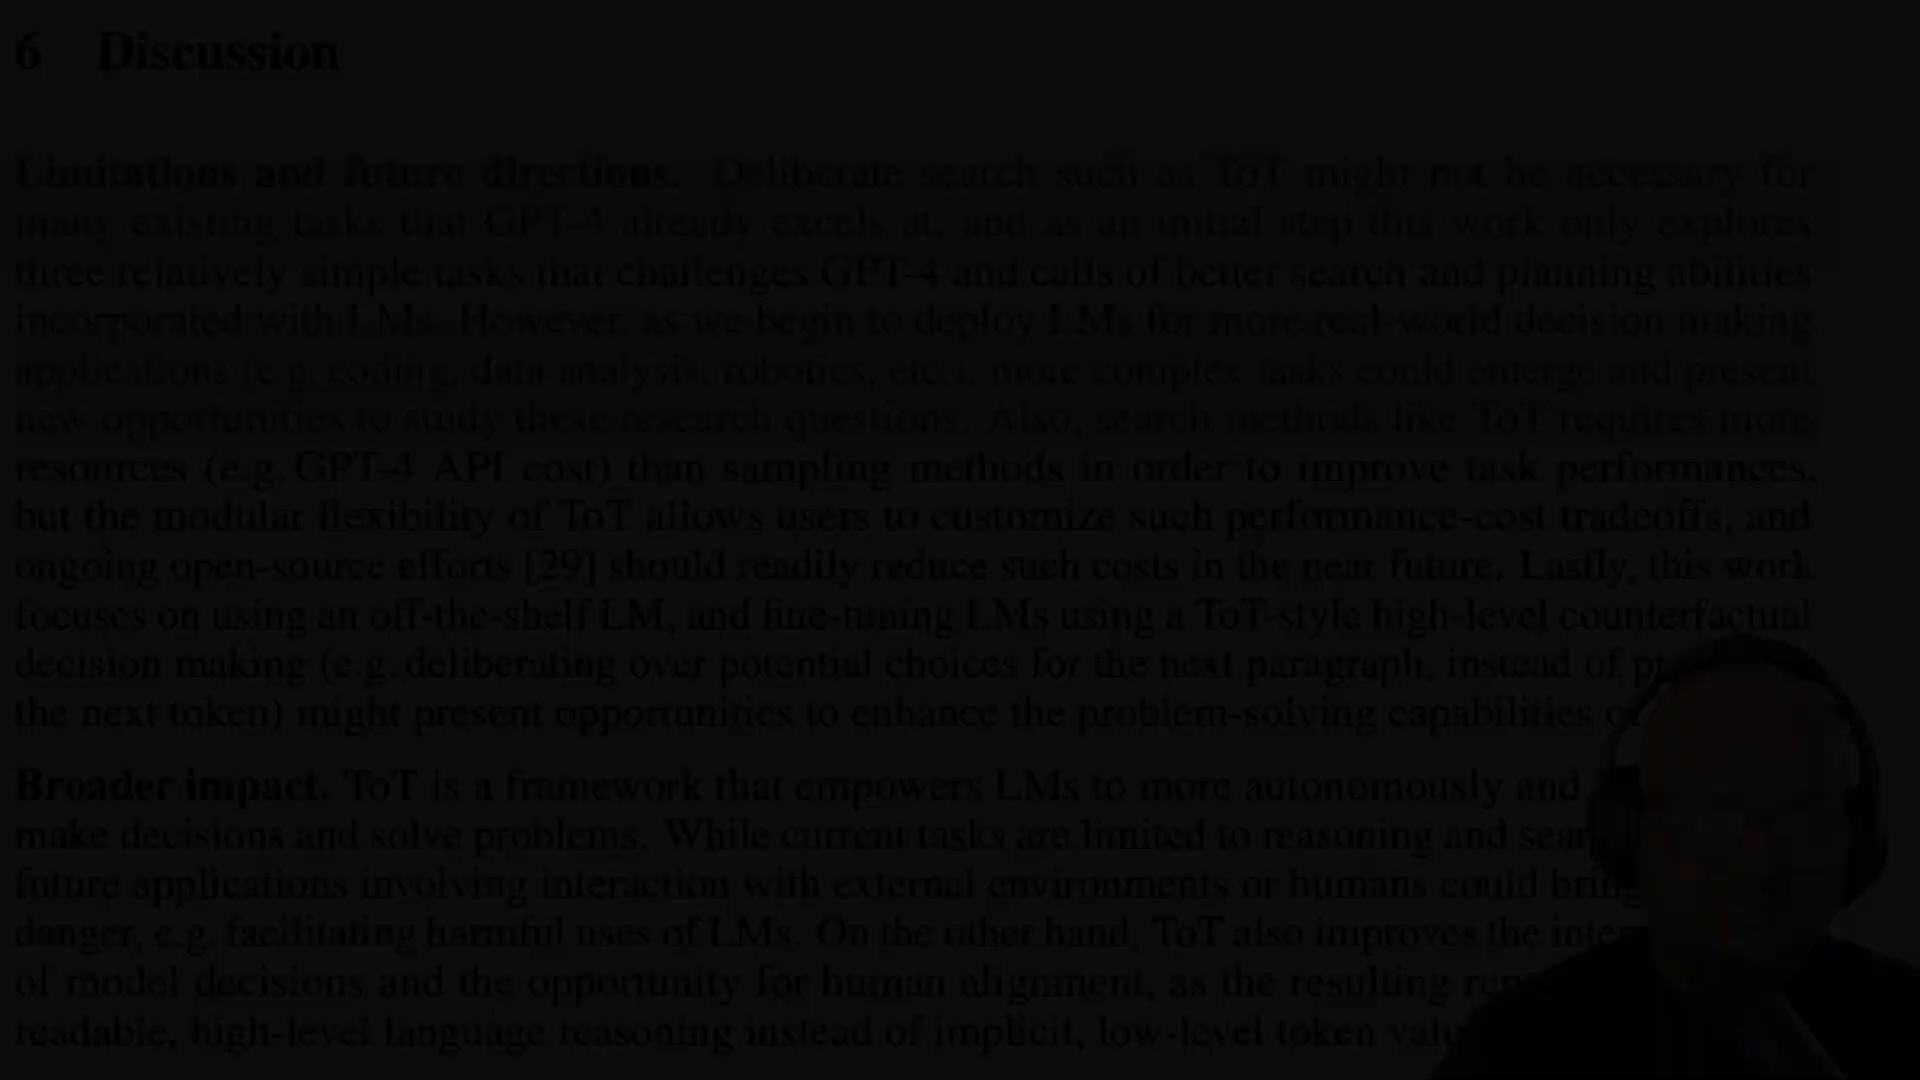 6 Discussion
Limitations and future directions. Deliberate search such as ToT might not be necessary for
many existing tasks that GPT-4 already excels at, and as an initial step this work only explores
three relatively simple tasks that challenges GPT-4 and calls of better search and planning abilities
incorporated with LMs. However, as we begin to deploy LMs for more real-world decision making
applications (e.g. coding, data analysis, robotics, etc.), more complex tasks could emerge and present
new opportunities to study these research questions. Also, search methods like ToT requires more
resources (e.g. GPT-4 API cost) than sampling methods in order to improve task performances,
but the modular flexibility of ToT allows users to customize such performance-cost tradeoffs, and
ongoing open-source efforts [29] should readily reduce such costs in the near future. Lastly, this work
focuses on using an off-the-shelf LM, and fine-tuning LMs using a ToT-style high-level counterfactual
decision making (e.g. deliberating over potential choices for the next paragraph, instead of
the next token) might present opportunities to enhance the problem-solving capabilities
Broader impact. ToT is a framework that empowers LMs to more autonomously and
make decisions and solve problems. While current tasks are limited to reasoning and
future applications involving interaction with external environments or humans could bring
danger, e.g. facilitating harmful uses of LMs. On the other hand, ToT also improves the
of model decisions and the opportunity for human alignment, as the resulting
readable, high-level language reasoning instead of implicit, low-level token